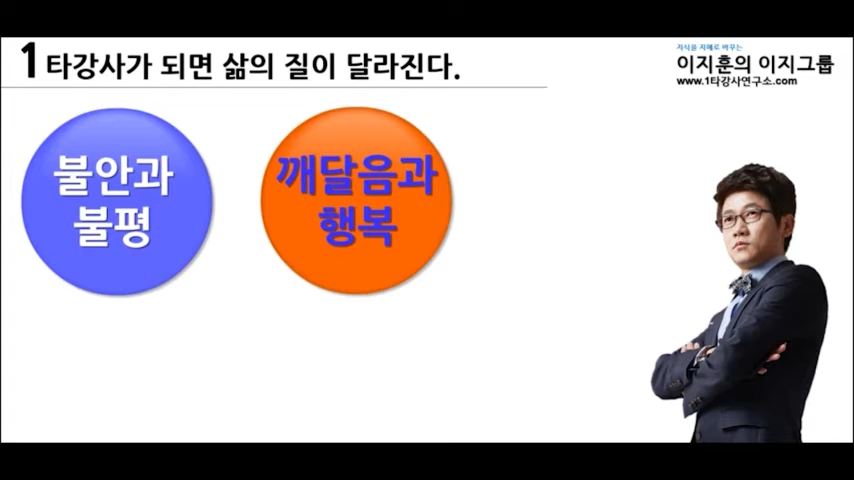 1타강사가 되면 삶의 질이 달라진다.
지식을 지혜로 바꾸는
이지훈의 이지그룹
www.1타강사연구소.com
불안과
불평
깨달음과
행복